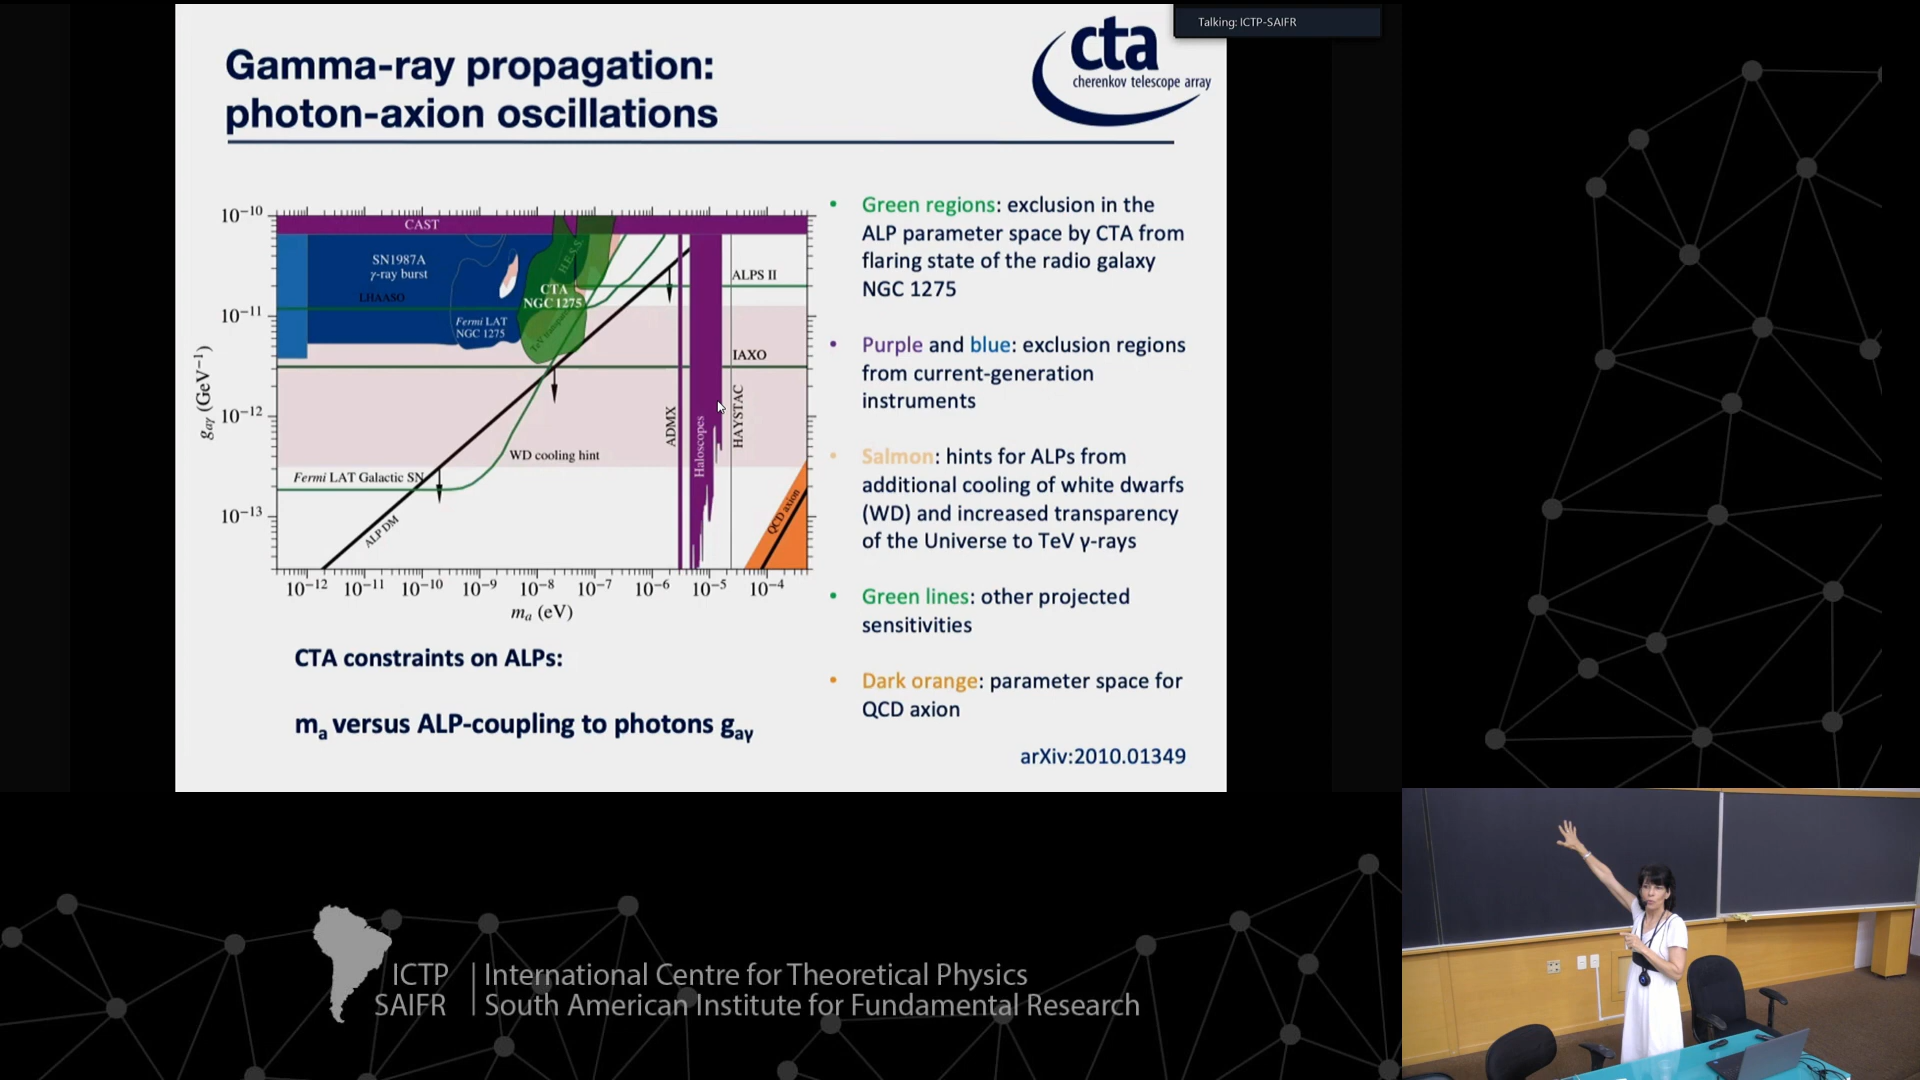 Talking: ICTP-SAIFR
Gamma-ray propagation:
photon-axion oscillations
cta
cherenkov telescope array
10⁻¹⁰
10⁻¹¹
10⁻¹²
10⁻¹³
g_aγ (GeV⁻¹)
CAST
SN1987A
γ-ray burst
LHAASO
Fermi LAT
NGC 1275
H.E.S.S.
CTA
NGC 1275
TeV transparency
ALPS II
IAXO
ADMX
Haloscopes
HAYSTAC
WD cooling hint
Fermi LAT Galactic SN
ALP DM
QCD axion
10⁻¹² 10⁻¹¹ 10⁻¹⁰ 10⁻⁹ 10⁻⁸ 10⁻⁷ 10⁻⁶ 10⁻⁵ 10⁻⁴
m_a (eV)
CTA constraints on ALPs:
m_a versus ALP-coupling to photons g_aγ
• Green regions: exclusion in the
ALP parameter space by CTA from
flaring state of the radio galaxy
NGC 1275
• Purple and blue: exclusion regions
from current-generation
instruments
• Salmon: hints for ALPs from
additional cooling of white dwarfs
(WD) and increased transparency
of the Universe to TeV γ-rays
• Green lines: other projected
sensitivities
• Dark orange: parameter space for
QCD axion
arXiv:2010.01349
ICTP | International Centre for Theoretical Physics
SAIFR | South American Institute for Fundamental Research